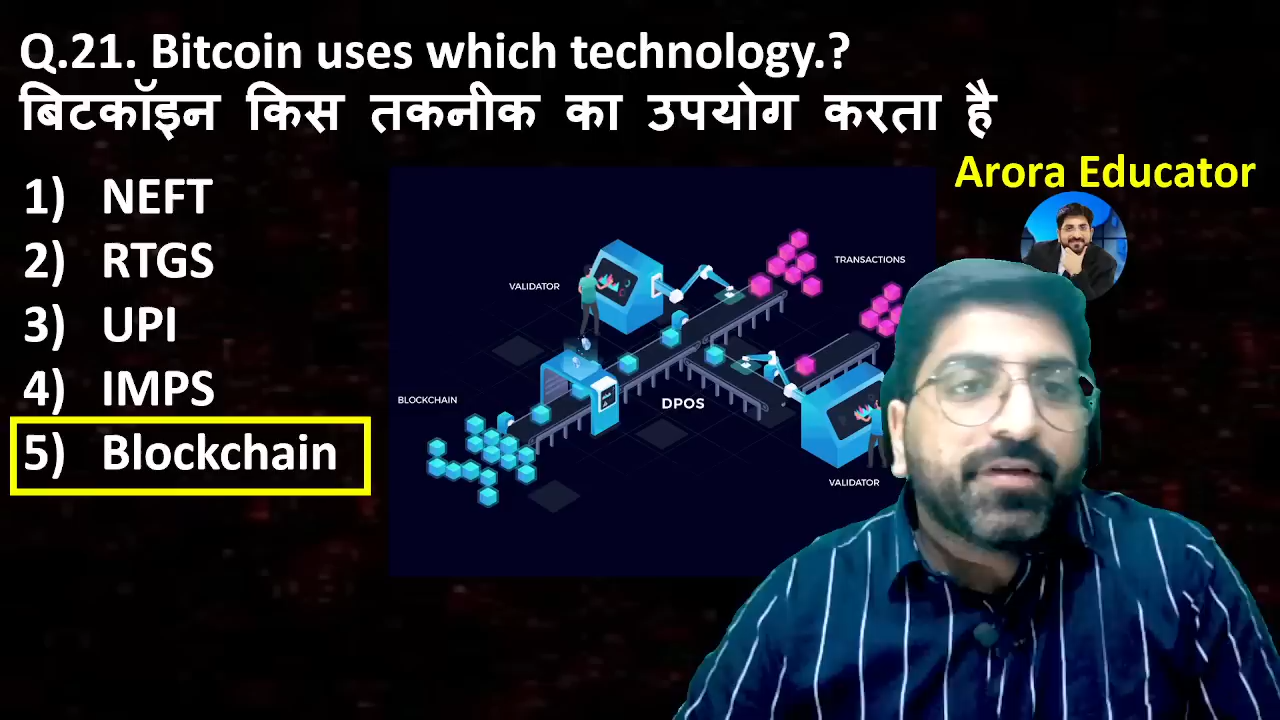 Q.21. Bitcoin uses which technology.?
बिटकॉइन किस तकनीक का उपयोग करता है
Arora Educator
1) NEFT
2) RTGS
3) UPI
4) IMPS
5) Blockchain
TRANSACTIONS
VALIDATOR
BLOCKCHAIN
DPOS
VALIDATOR